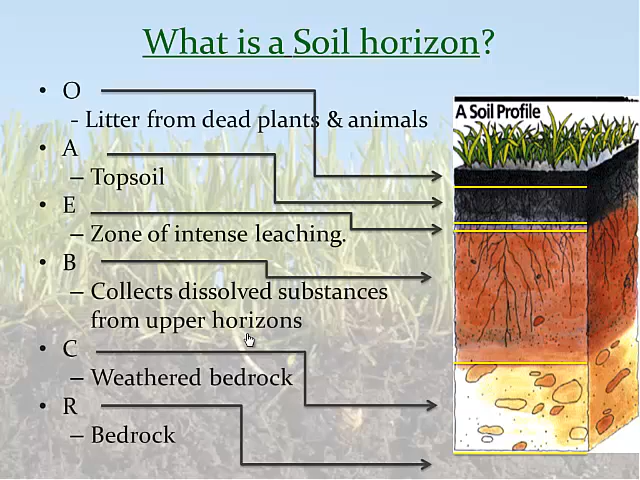 What is a Soil horizon?
• O
- Litter from dead plants & animals
• A
– Topsoil
• E
– Zone of intense leaching.
• B
– Collects dissolved substances
from upper horizons
• C
– Weathered bedrock
• R
– Bedrock
A Soil Profile